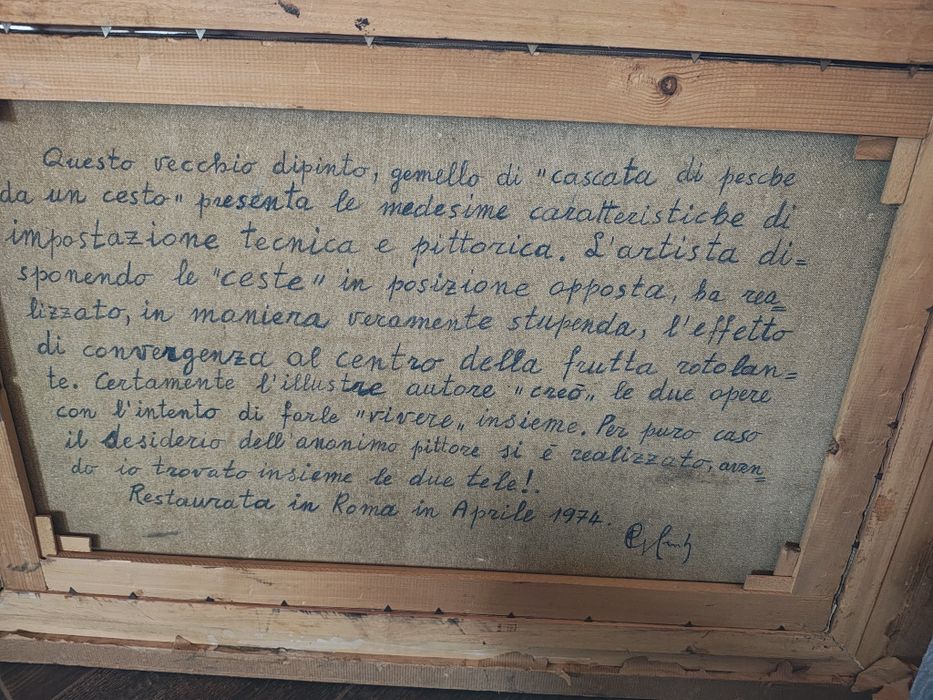 Questo vecchio dipinto, gemello di "cascata di pesche
da un cesto" presenta le medesime caratteristiche di
impostazione tecnica e pittorica. L'artista di=
sponendo le "ceste" in posizione opposta, ha rea=
lizzato, in maniera veramente stupenda, l'effetto
di convergenza al centro della frutta rotolan=
te. Certamente l'illustre autore "creò" le due opere
con l'intento di farle "vivere" insieme. Per puro caso
il desiderio dell'anonimo pittore si è realizzato, aven=
do io trovato insieme le due tele!.
Restaurata in Roma in Aprile 1974.